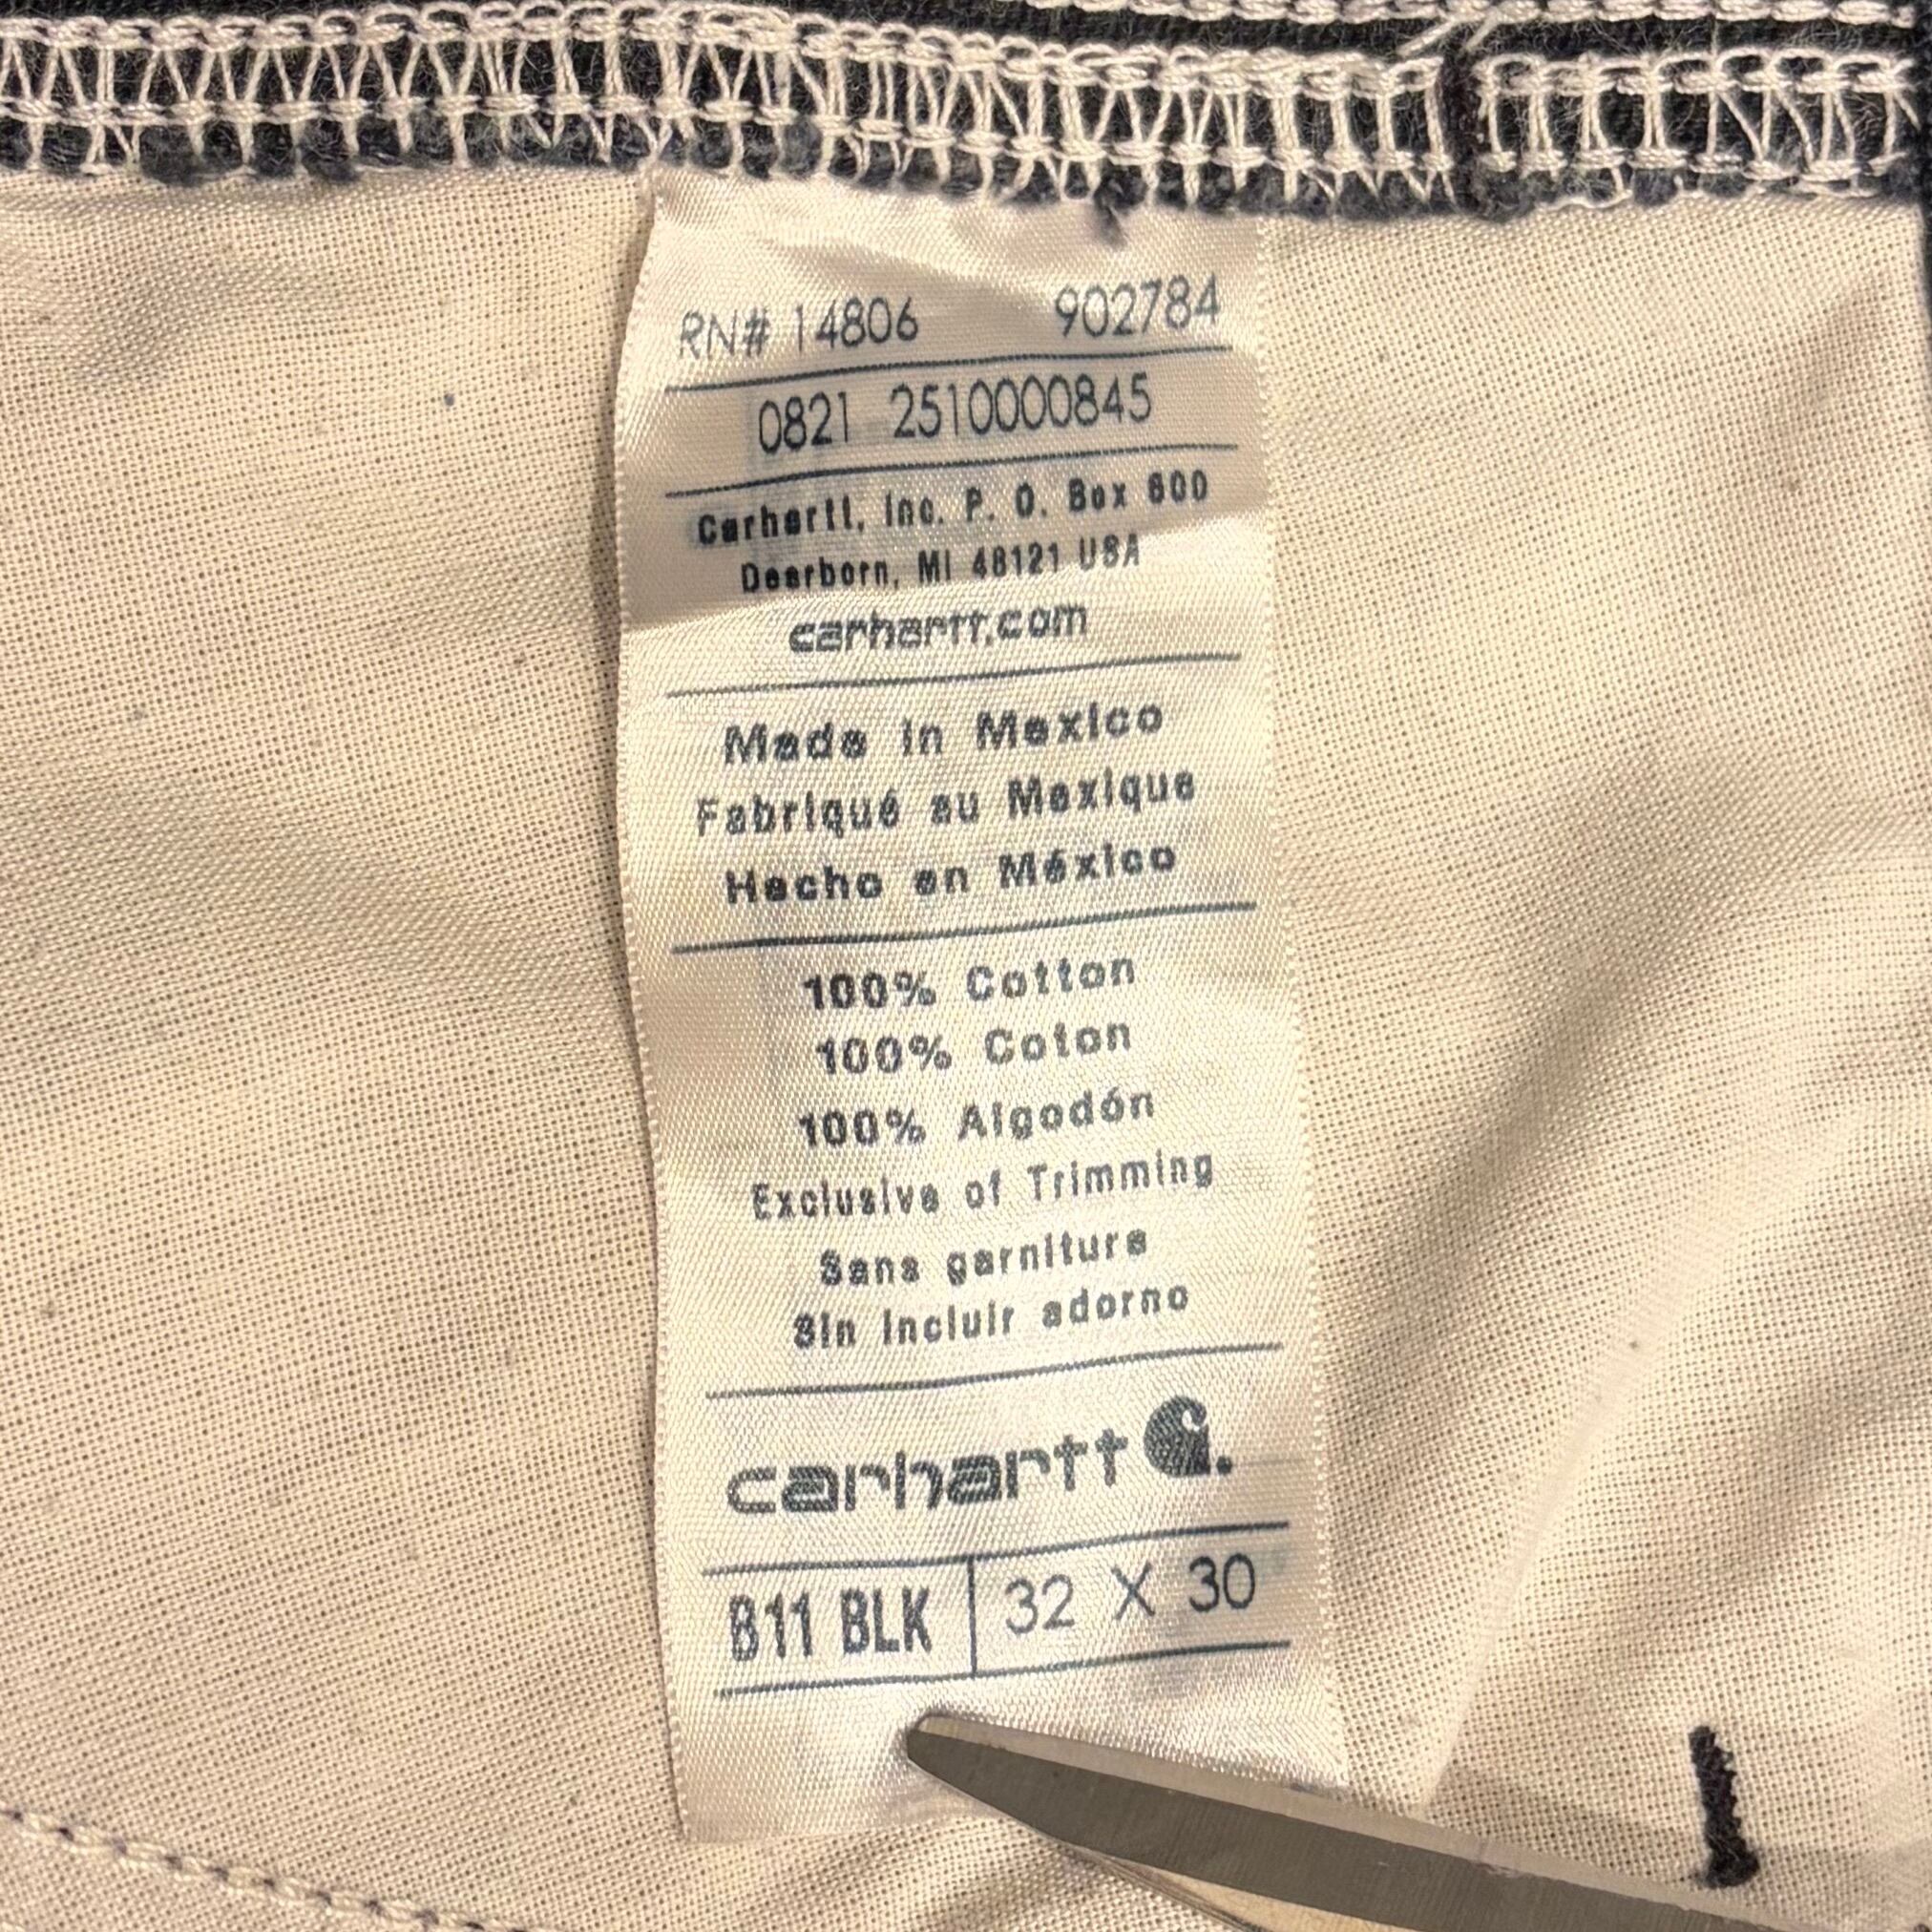 RN# 14806 902784
0821 2510000845
Carhartt, Inc. P. O. Box 600
Dearborn, MI 48121 USA
carhartt.com
Made in Mexico
Fabriqué au Mexique
Hecho en México
100% Cotton
100% Coton
100% Algodón
Exclusive of Trimming
Sans garniture
Sin incluir adorno
carhartt
B11 BLK 32 X 30